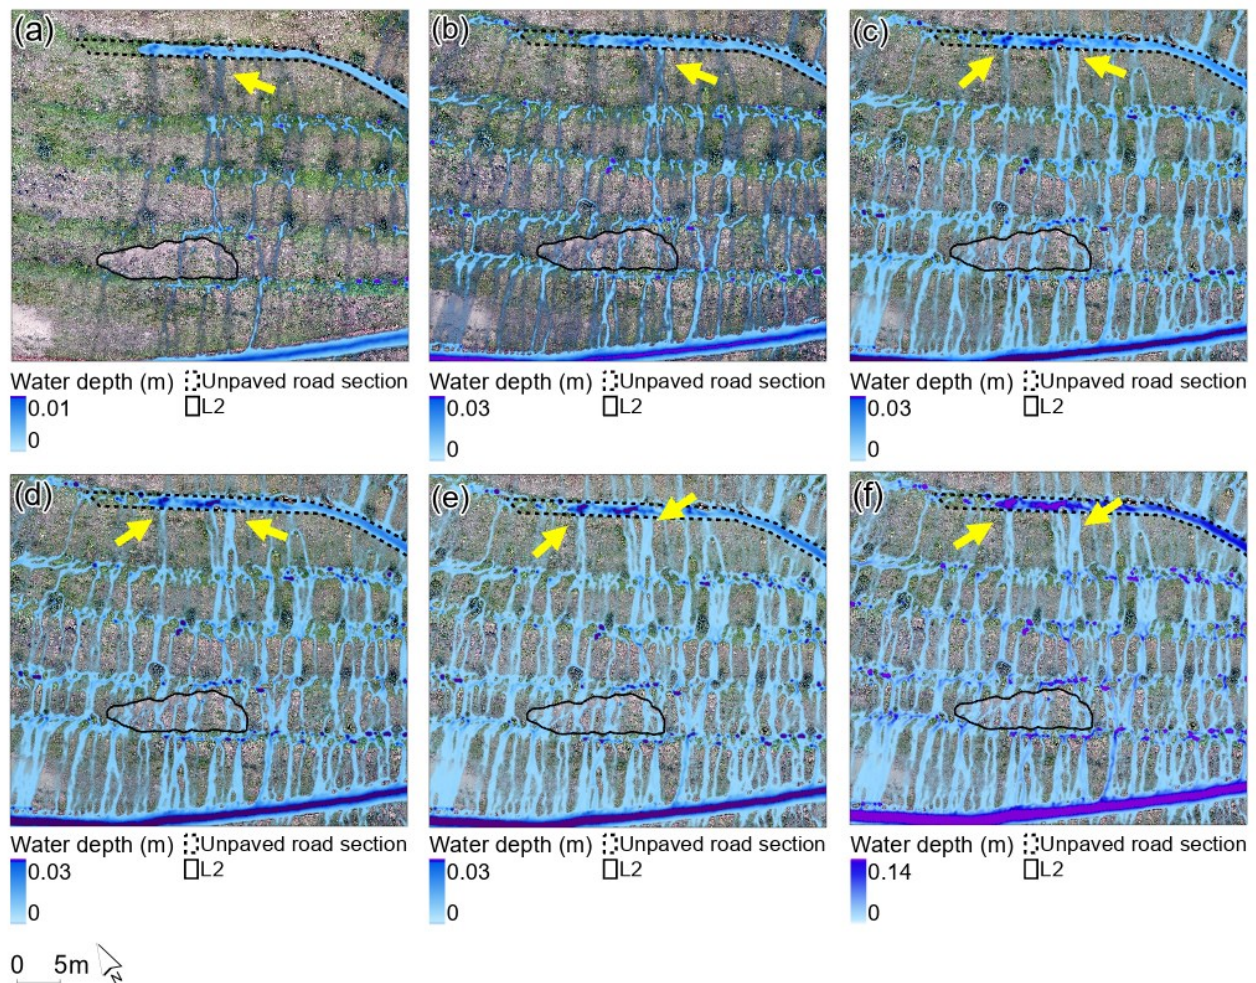 (a) (b) (c)
Water depth (m) Unpaved road section Water depth (m) Unpaved road section Water depth (m) Unpaved road section
0.01 L2 0.03 L2 0.03 L2
0 0 0
(d) (e) (f)
Water depth (m) Unpaved road section Water depth (m) Unpaved road section Water depth (m) Unpaved road section
0.03 L2 0.03 L2 0.14 L2
0 0 0
0 5m N